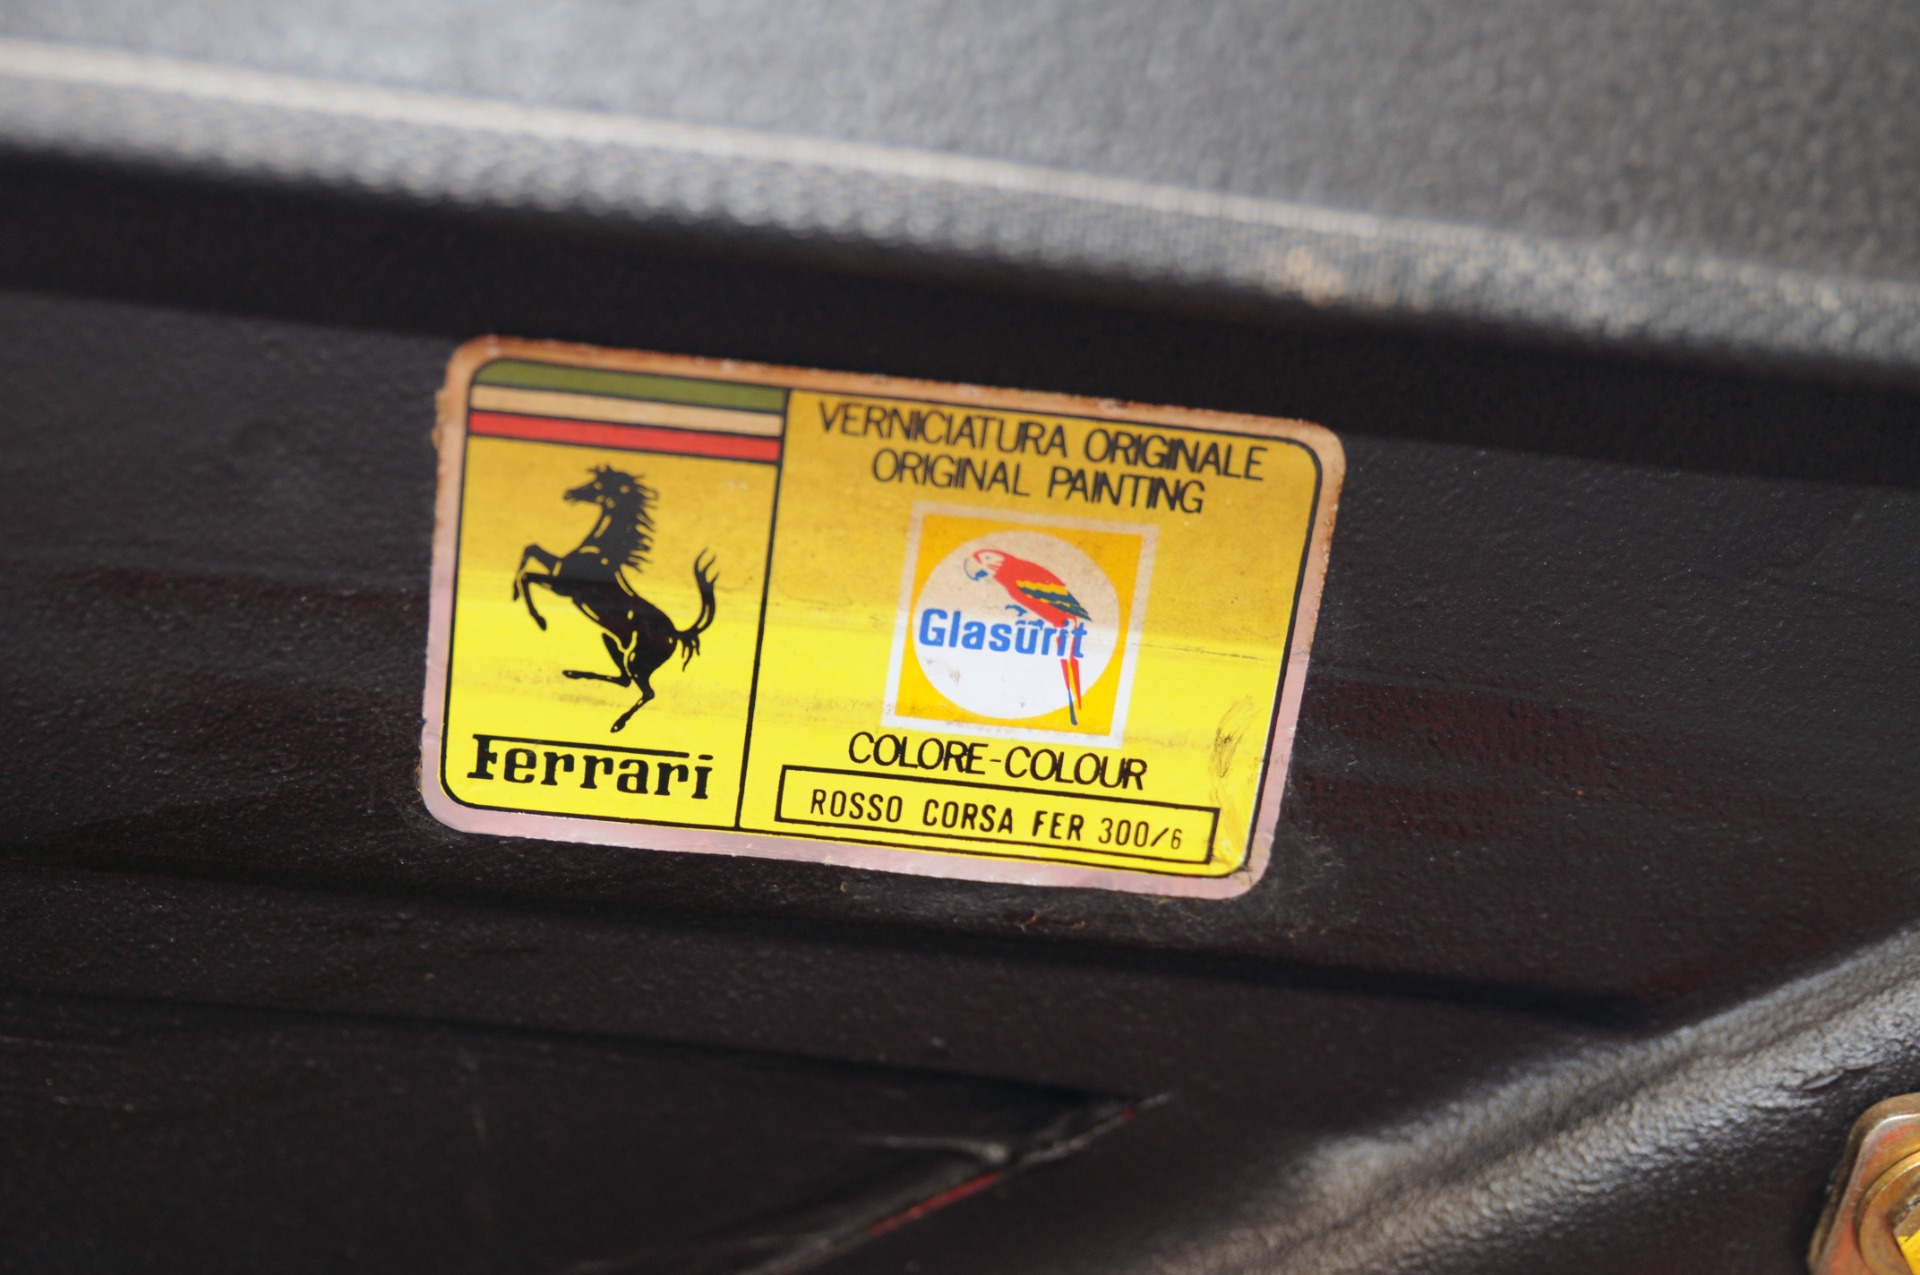 Ferrari
VERNICIATURA ORIGINALE
ORIGINAL PAINTING
Glasurit
COLORE-COLOUR
ROSSO CORSA FER 300/6